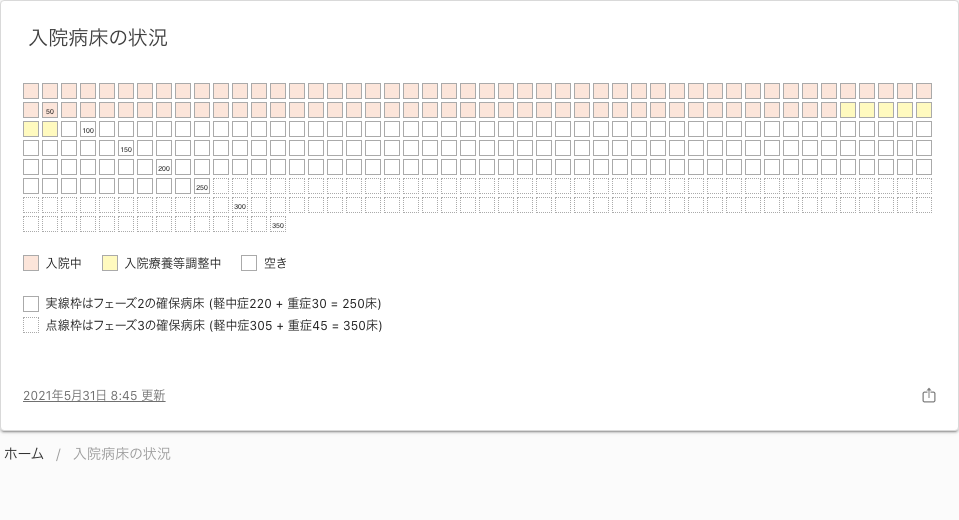 入院病床の状況
50
100
150
200
250
300
350
入院中 入院療養等調整中 空き
実線枠はフェーズ2の確保病床 (軽中症220 + 重症30 = 250床)
点線枠はフェーズ3の確保病床 (軽中症305 + 重症45 = 350床)
2021年5月31日 8:45 更新
ホーム / 入院病床の状況